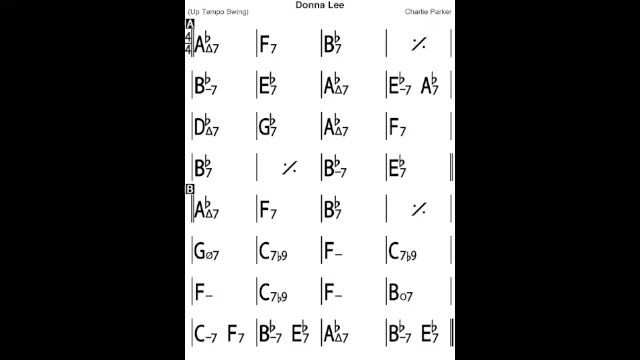 Donna Lee
(Up Tempo Swing) Charlie Parker
A
4/4 A♭Δ7 F7 B♭7 ٪
B♭–7 E♭7 A♭Δ7 E♭–7 A♭7
D♭Δ7 G♭7 A♭Δ7 F7
B♭7 ٪ B♭–7 E♭7
B
A♭Δ7 F7 B♭7 ٪
Gø7 C7♭9 F– C7♭9
F– C7♭9 F– Bo7
C–7 F7 B♭–7 E♭7 A♭Δ7 B♭–7 E♭7